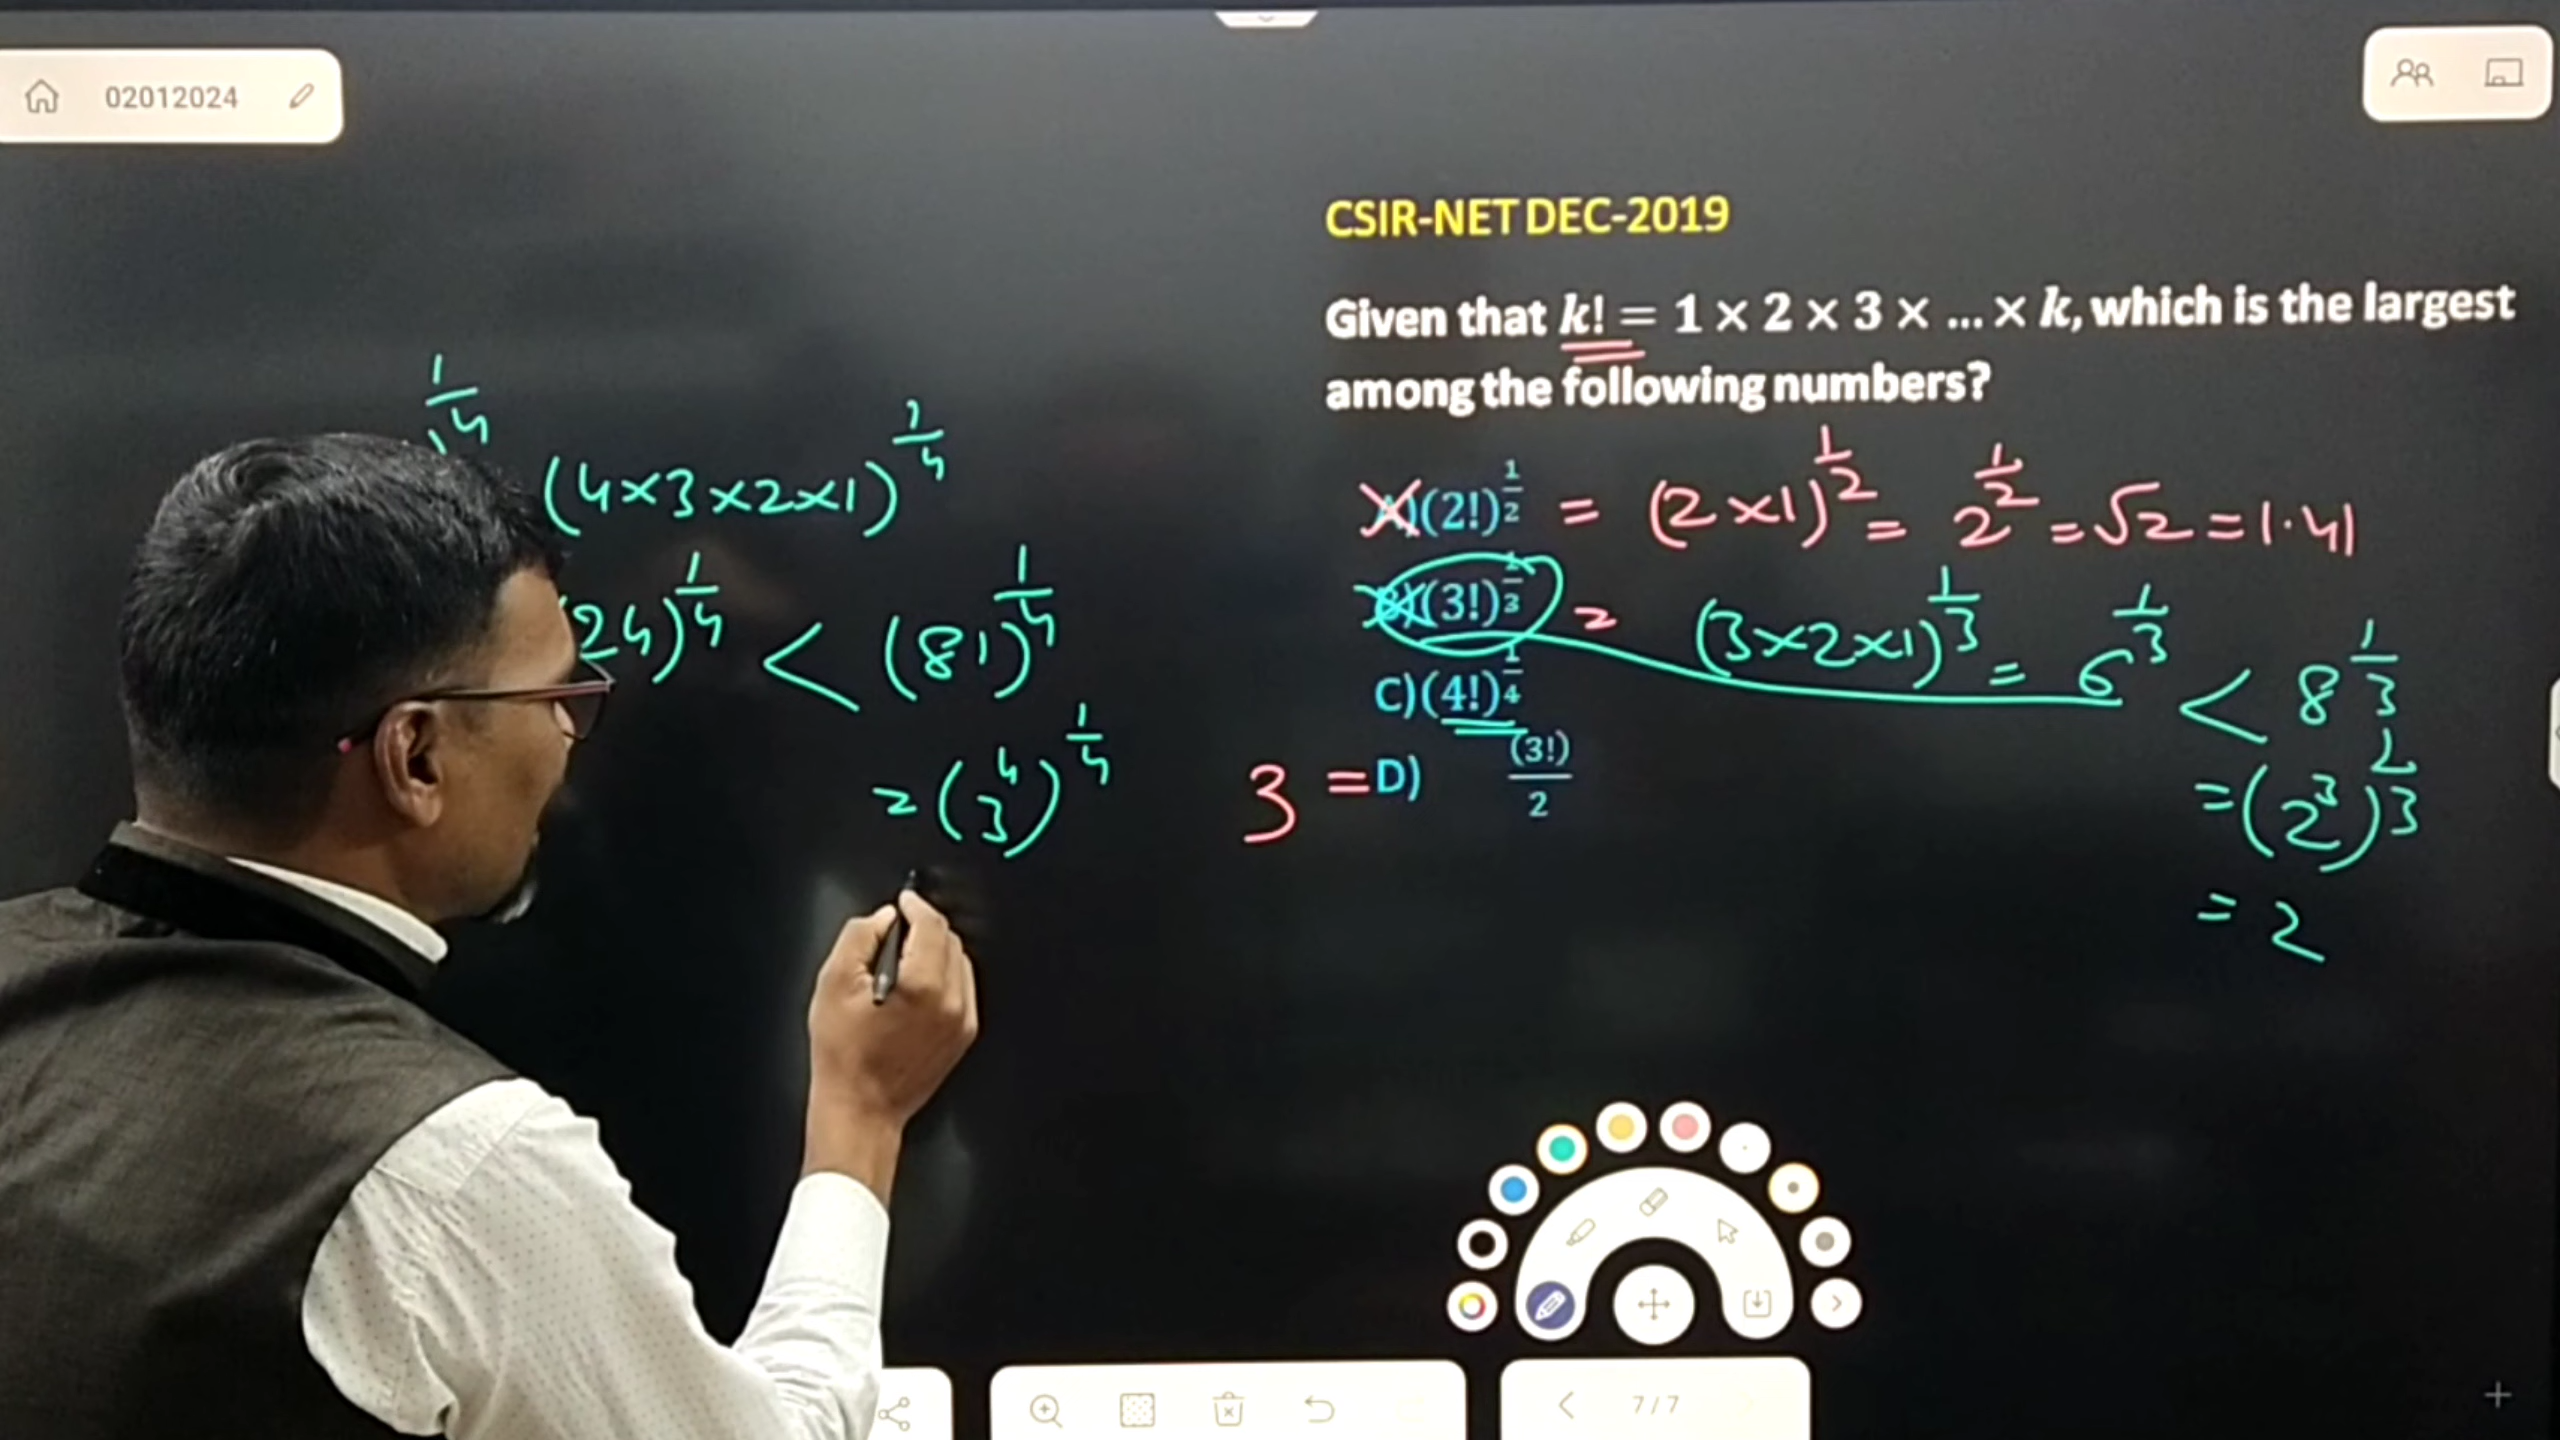 02012024
CSIR-NET DEC-2019
Given that k! = 1 × 2 × 3 × ... × k, which is the largest
among the following numbers?
(2!)^{1/2} = (2×1)^{1/2} = 2^{1/2} = √2 = 1.41
(3!)^{1/3} = (3×2×1)^{1/3} = 6^{1/3} < 8^{1/3}
= (2^3)^{1/3}
= 2
C) (4!)^{1/4}
3 = D) (3!)/2
(4×3×2×1)^{1/4}
24)^{1/4} < (81)^{1/4}
= (3^4)^{1/4}
7/7